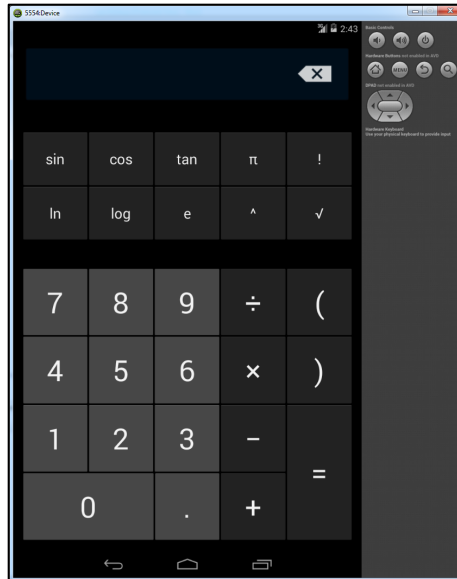 5554:Device
2:43
Basic Controls
Hardware Buttons not enabled in AVD
MENU
DPAD not enabled in AVD
Hardware Keyboard
Use your physical keyboard to provide input
sin cos tan π !
ln log e ^ √
7 8 9 ÷ (
4 5 6 × )
1 2 3 −
=
0 . +